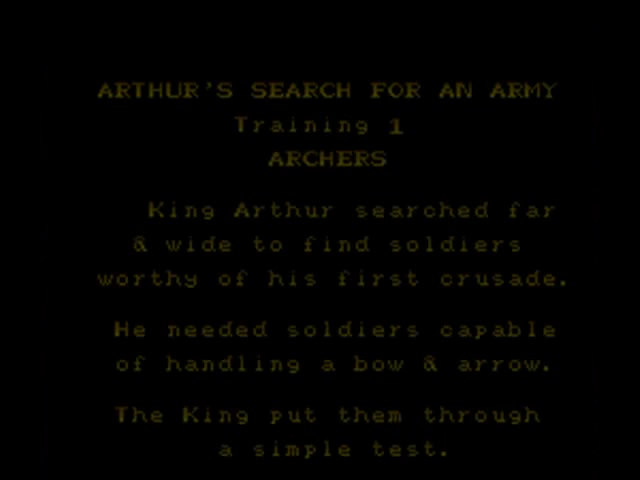 ARTHUR'S SEARCH FOR AN ARMY
Training 1
ARCHERS
King Arthur searched far
& wide to find soldiers
worthy of his first crusade.
He needed soldiers capable
of handling a bow & arrow.
The King put them through
a simple test.